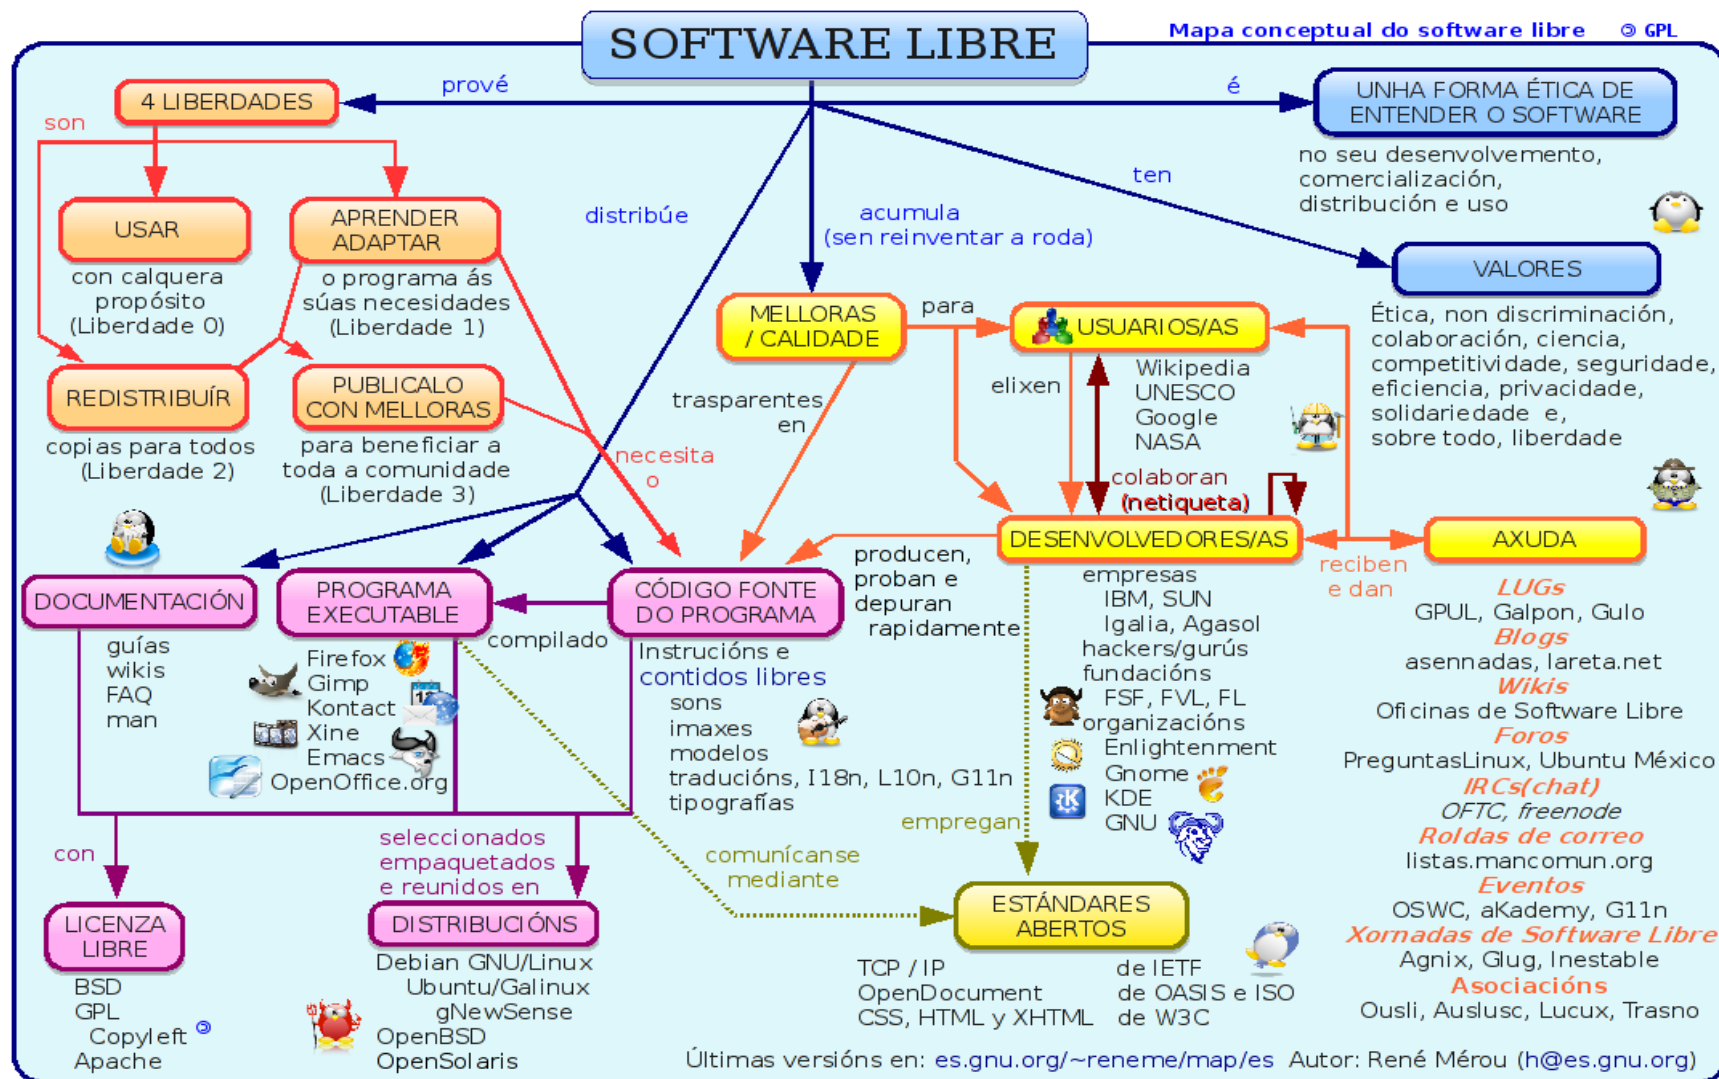 SOFTWARE LIBRE
Mapa conceptual do software libre
GPL
prové
é
4 LIBERDADES
son
USAR
con calquera
propósito
(Liberdade 0)
APRENDER
ADAPTAR
o programa ás
súas necesidades
(Liberdade 1)
REDISTRIBUÍR
copias para todos
(Liberdade 2)
PUBLICALO
CON MELLORAS
para beneficiar a
toda a comunidade
(Liberdade 3)
necesita
o
distribúe
acumula
(sen reinventar a roda)
ten
UNHA FORMA ÉTICA DE
ENTENDER O SOFTWARE
no seu desenvolvemento,
comercialización,
distribución e uso
VALORES
Ética, non discriminación,
colaboración, ciencia,
competitividade, seguridade,
eficiencia, privacidade,
solidariedade e,
sobre todo, liberdade
MELLORAS
/ CALIDADE
para
trasparentes
en
USUARIOS/AS
Wikipedia
UNESCO
Google
NASA
elixen
colaboran
(netiqueta)
DESENVOLVEDORES/AS
producen,
proban e
depuran
rapidamente
empresas
IBM, SUN
Igalia, Agasol
hackers/gurús
fundacións
FSF, FVL, FL
organizacións
Enlightenment
Gnome
KDE
GNU
reciben
e dan
AXUDA
LUGs
GPUL, Galpon, Gulo
Blogs
asennadas, lareta.net
Wikis
Oficinas de Software Libre
Foros
PreguntasLinux, Ubuntu México
IRCs(chat)
OFTC, freenode
Roldas de correo
listas.mancomun.org
Eventos
OSWC, aKademy, G11n
Xornadas de Software Libre
Agnix, Glug, Inestable
Asociacións
Ousli, Auslusc, Lucux, Trasno
DOCUMENTACIÓN
guías
wikis
FAQ
man
PROGRAMA
EXECUTABLE
Firefox
Gimp
Kontact
Xine
Emacs
OpenOffice.org
compilado
CÓDIGO FONTE
DO PROGRAMA
Instrucións e
contidos libres
sons
imaxes
modelos
traducións, I18n, L10n, G11n
tipografías
con
LICENZA
LIBRE
BSD
GPL
Copyleft
Apache
seleccionados
empaquetados
e reunidos en
DISTRIBUCIÓNS
Debian GNU/Linux
Ubuntu/Galinux
gNewSense
OpenBSD
OpenSolaris
comunícanse
mediante
empregan
ESTÁNDARES
ABERTOS
TCP / IP de IETF
OpenDocument de OASIS e ISO
CSS, HTML y XHTML de W3C
Últimas versións en: es.gnu.org/~reneme/map/es Autor: René Mérou (h@es.gnu.org)